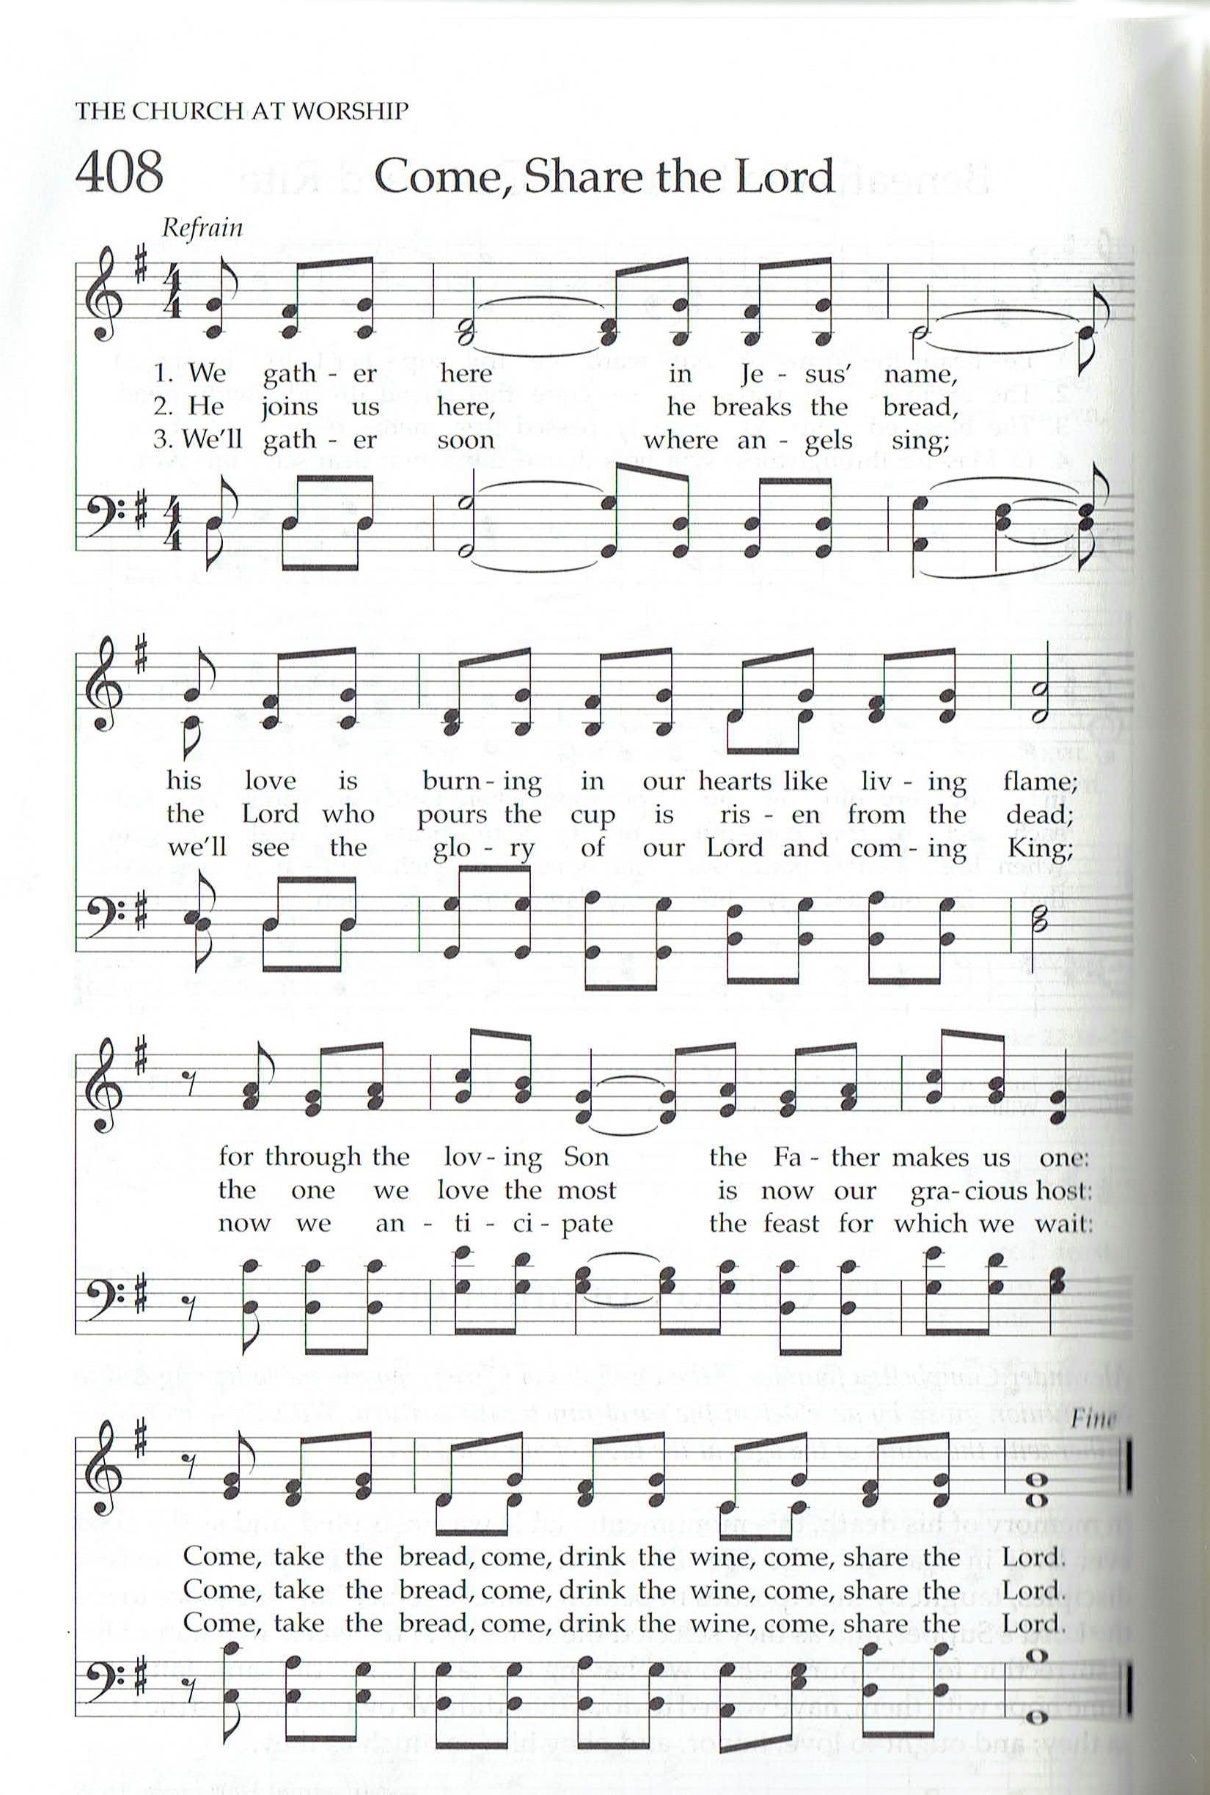 THE CHURCH AT WORSHIP
408 Come, Share the Lord
Refrain
1. We gath - er here in Je - sus' name,
2. He joins us here, he breaks the bread,
3. We'll gath - er soon where an - gels sing;
his love is burn - ing in our hearts like liv - ing flame;
the Lord who pours the cup is ris - en from the dead;
we'll see the glo - ry of our Lord and com - ing King;
for through the lov - ing Son the Fa - ther makes us one:
the one we love the most is now our gra - cious host:
now we an - ti - ci - pate the feast for which we wait:
Fine
Come, take the bread, come, drink the wine, come, share the Lord.
Come, take the bread, come, drink the wine, come, share the Lord.
Come, take the bread, come, drink the wine, come, share the Lord.